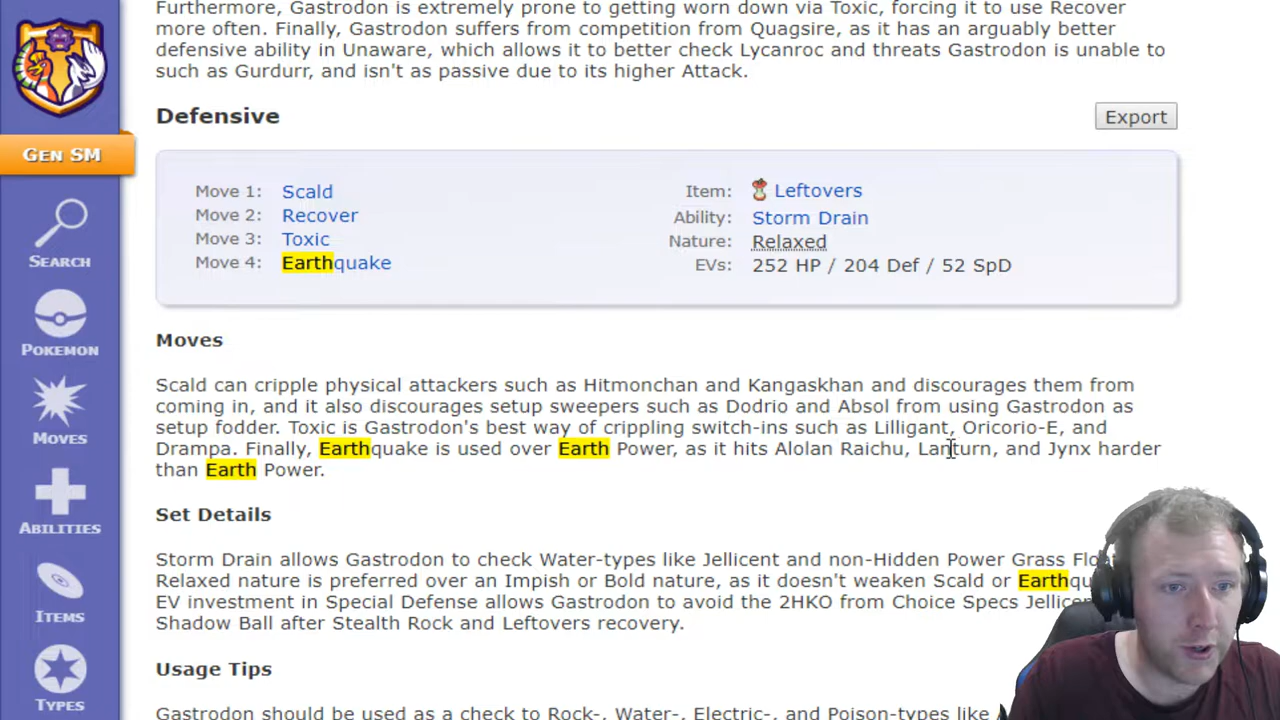 Furthermore, Gastrodon is extremely prone to getting worn down via Toxic, forcing it to use Recover
more often. Finally, Gastrodon suffers from competition from Quagsire, as it has an arguably better
defensive ability in Unaware, which allows it to better check Lycanroc and threats Gastrodon is unable to
such as Gurdurr, and isn't as passive due to its higher Attack.
Defensive
Export
GEN SM
Move 1: Scald
Move 2: Recover
Move 3: Toxic
Move 4: Earthquake
Item: Leftovers
Ability: Storm Drain
Nature: Relaxed
EVs: 252 HP / 204 Def / 52 SpD
SEARCH
POKEMON
MOVES
ABILITIES
ITEMS
TYPES
Moves
Scald can cripple physical attackers such as Hitmonchan and Kangaskhan and discourages them from
coming in, and it also discourages setup sweepers such as Dodrio and Absol from using Gastrodon as
setup fodder. Toxic is Gastrodon's best way of crippling switch-ins such as Lilligant, Oricorio-E, and
Drampa. Finally, Earthquake is used over Earth Power, as it hits Alolan Raichu, Lanturn, and Jynx harder
than Earth Power.
Set Details
Storm Drain allows Gastrodon to check Water-types like Jellicent and non-Hidden Power Grass
Relaxed nature is preferred over an Impish or Bold nature, as it doesn't weaken Scald or
EV investment in Special Defense allows Gastrodon to avoid the 2HKO from Choice Specs
Shadow Ball after Stealth Rock and Leftovers recovery.
Usage Tips
Gastrodon should be used as a check to Rock-, Water-, Electric-, and Poison-types like